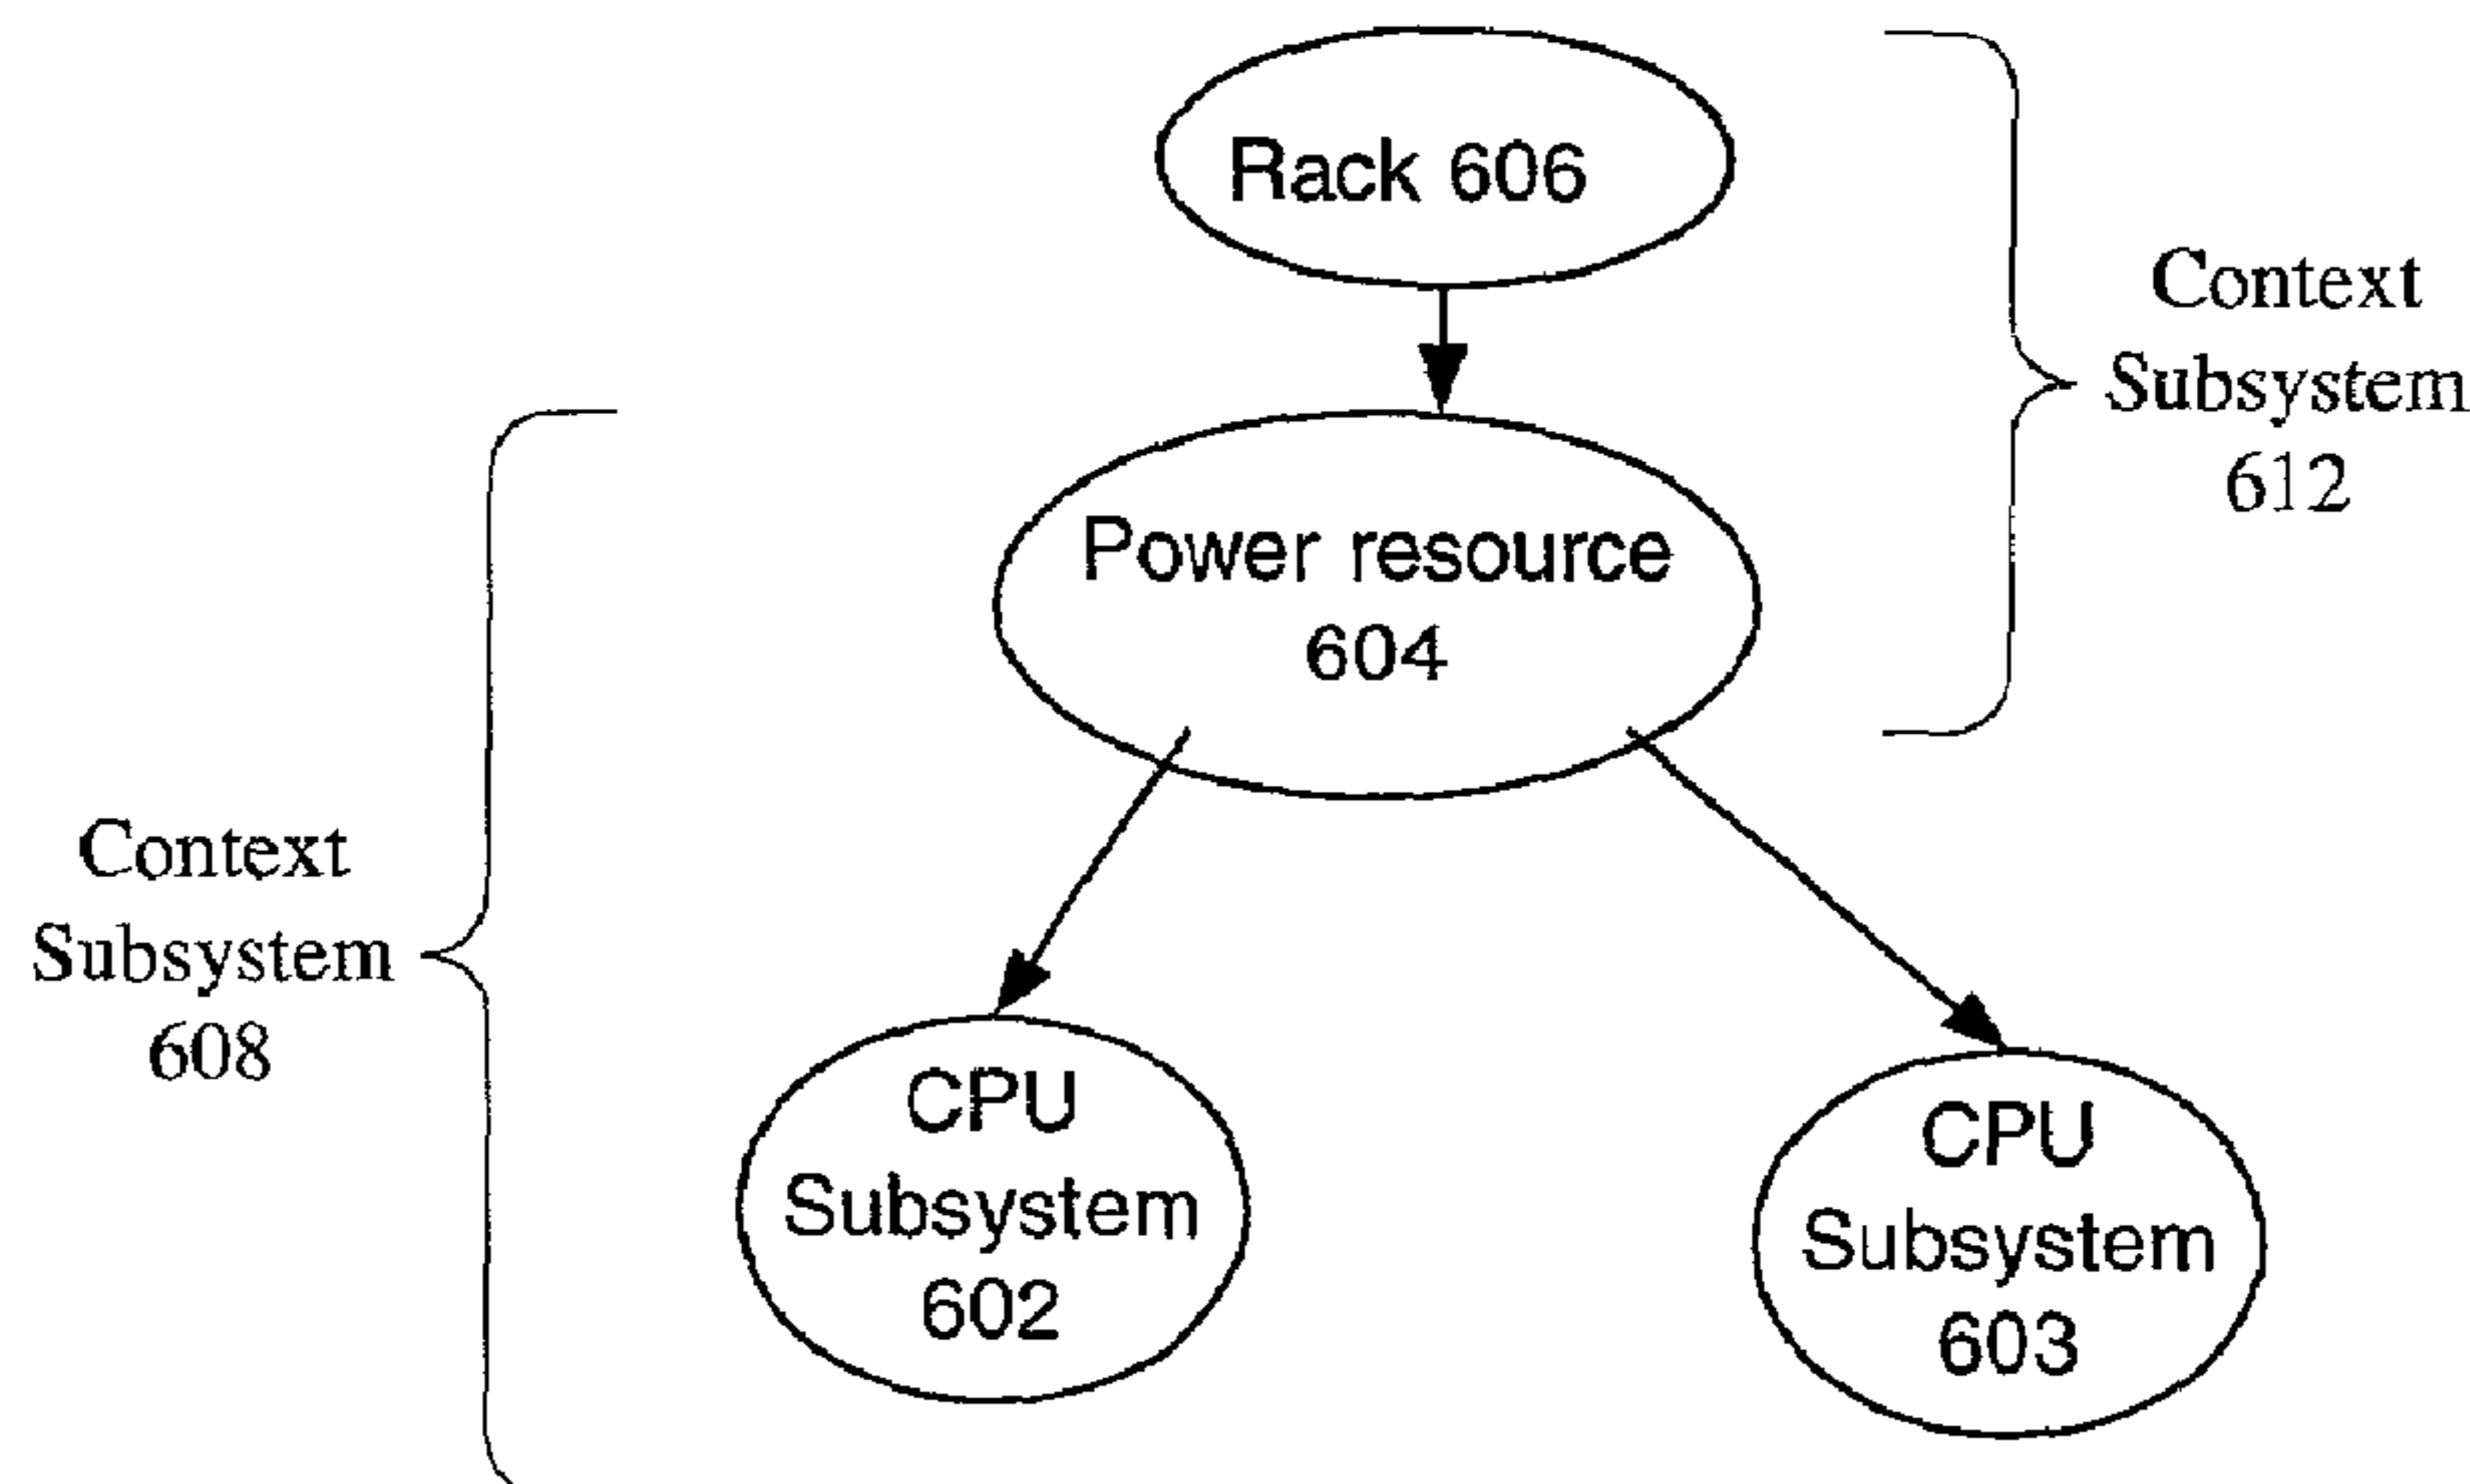 Rack 606
Context
Subsystem
612
Power resource
604
Context
Subsystem
608
CPU
Subsystem
602
CPU
Subsystem
603